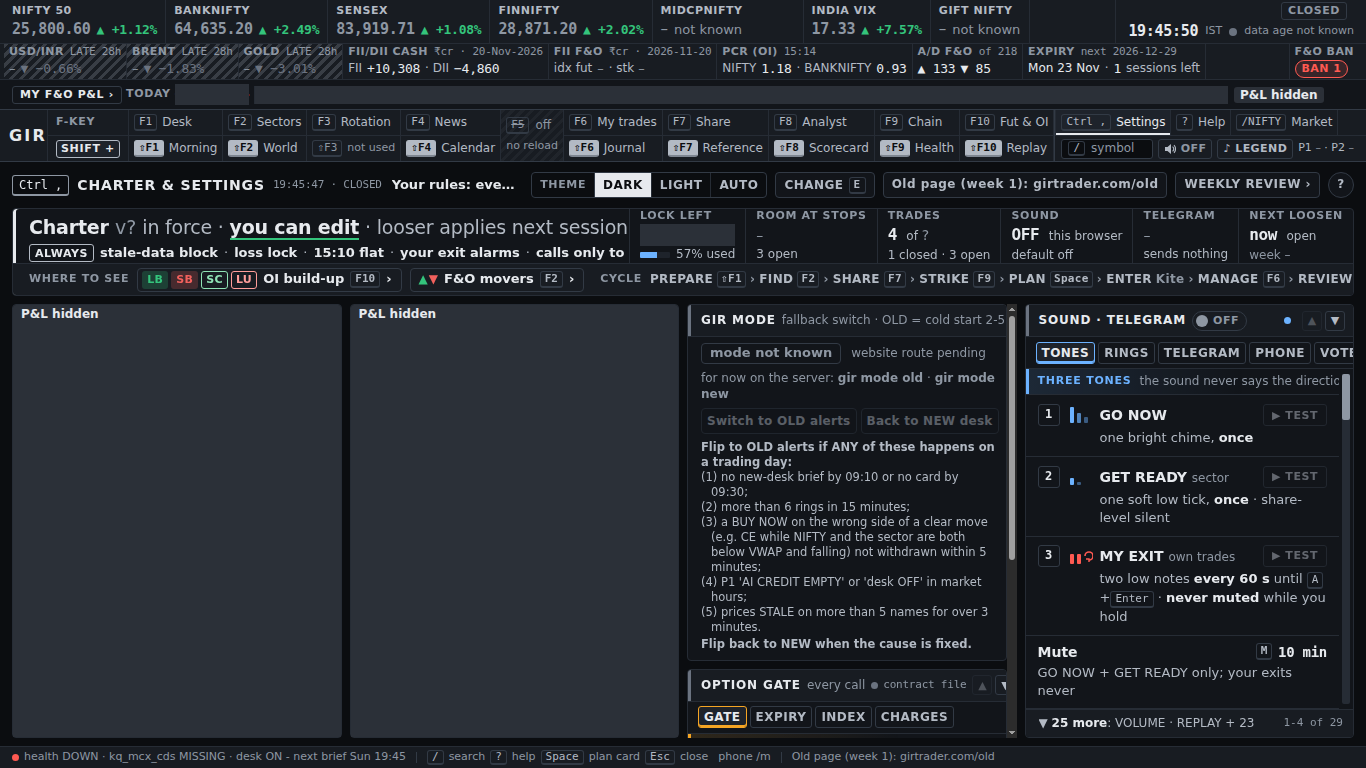 NIFTY 50 BANKNIFTY SENSEX FINNIFTY MIDCPNIFTY INDIA VIX GIFT NIFTY CLOSED
25,800.60 ▲ +1.12% 64,635.20 ▲ +2.49% 83,919.71 ▲ +1.08% 28,871.20 ▲ +2.02% – not known 17.33 ▲ +7.57% – not known 19:45:50 IST ● data age not known
USD/INR LATE 28h BRENT LATE 28h GOLD LATE 28h FII/DII CASH ₹cr · 20-Nov-2026 FII F&O ₹cr · 2026-11-20 PCR (OI) 15:14 A/D F&O of 218 EXPIRY next 2026-12-29 F&O BAN
– ▼ −0.66% – ▼ −1.83% – ▼ −3.01% FII +10,308 · DII −4,860 idx fut – · stk – NIFTY 1.18 · BANKNIFTY 0.93 ▲ 133 ▼ 85 Mon 23 Nov · 1 sessions left BAN 1
MY F&O P&L › TODAY P&L hidden
GIR F-KEY F1 Desk F2 Sectors F3 Rotation F4 News F5 off F6 My trades F7 Share F8 Analyst F9 Chain F10 Fut & OI Ctrl , Settings ? Help /NIFTY Market
SHIFT + ⇧F1 Morning ⇧F2 World ⇧F3 not used ⇧F4 Calendar no reload ⇧F6 Journal ⇧F7 Reference ⇧F8 Scorecard ⇧F9 Health ⇧F10 Replay / symbol OFF ♪ LEGEND P1 – · P2 –
Ctrl , CHARTER & SETTINGS 19:45:47 · CLOSED Your rules: eve… THEME DARK LIGHT AUTO CHANGE E Old page (week 1): girtrader.com/old WEEKLY REVIEW › ?
Charter v? in force · you can edit · looser applies next session
ALWAYS stale-data block · loss lock · 15:10 flat · your exit alarms · calls only to
LOCK LEFT
57% used
ROOM AT STOPS
–
3 open
TRADES
4 of ?
1 closed · 3 open
SOUND
OFF this browser
default off
TELEGRAM
–
sends nothing
NEXT LOOSEN
now open
week –
WHERE TO SEE LB SB SC LU OI build-up F10 › ▲▼ F&O movers F2 › CYCLE PREPARE ⇧F1 › FIND F2 › SHARE F7 › STRIKE F9 › PLAN Space › ENTER Kite › MANAGE F6 › REVIEW
P&L hidden
P&L hidden
GIR MODE fallback switch · OLD = cold start 2-5
mode not known website route pending
for now on the server: gir mode old · gir mode
new
Switch to OLD alerts Back to NEW desk
Flip to OLD alerts if ANY of these happens on
a trading day:
(1) no new-desk brief by 09:10 or no card by
09:30;
(2) more than 6 rings in 15 minutes;
(3) a BUY NOW on the wrong side of a clear move
(e.g. CE while NIFTY and the sector are both
below VWAP and falling) not withdrawn within 5
minutes;
(4) P1 'AI CREDIT EMPTY' or 'desk OFF' in market
hours;
(5) prices STALE on more than 5 names for over 3
minutes.
Flip back to NEW when the cause is fixed.
OPTION GATE every call ● contract file ▲ ▼
GATE EXPIRY INDEX CHARGES
SOUND · TELEGRAM OFF ● ▲ ▼
TONES RINGS TELEGRAM PHONE VOTE
THREE TONES the sound never says the directic
1 GO NOW ▶ TEST
one bright chime, once
2 GET READY sector ▶ TEST
one soft low tick, once · share-
level silent
3 MY EXIT own trades ▶ TEST
two low notes every 60 s until A
+Enter · never muted while you
hold
Mute M 10 min
GO NOW + GET READY only; your exits
never
▼ 25 more: VOLUME · REPLAY + 23 1-4 of 29
● health DOWN · kq_mcx_cds MISSING · desk ON - next brief Sun 19:45 / search ? help Space plan card Esc close phone /m Old page (week 1): girtrader.com/old